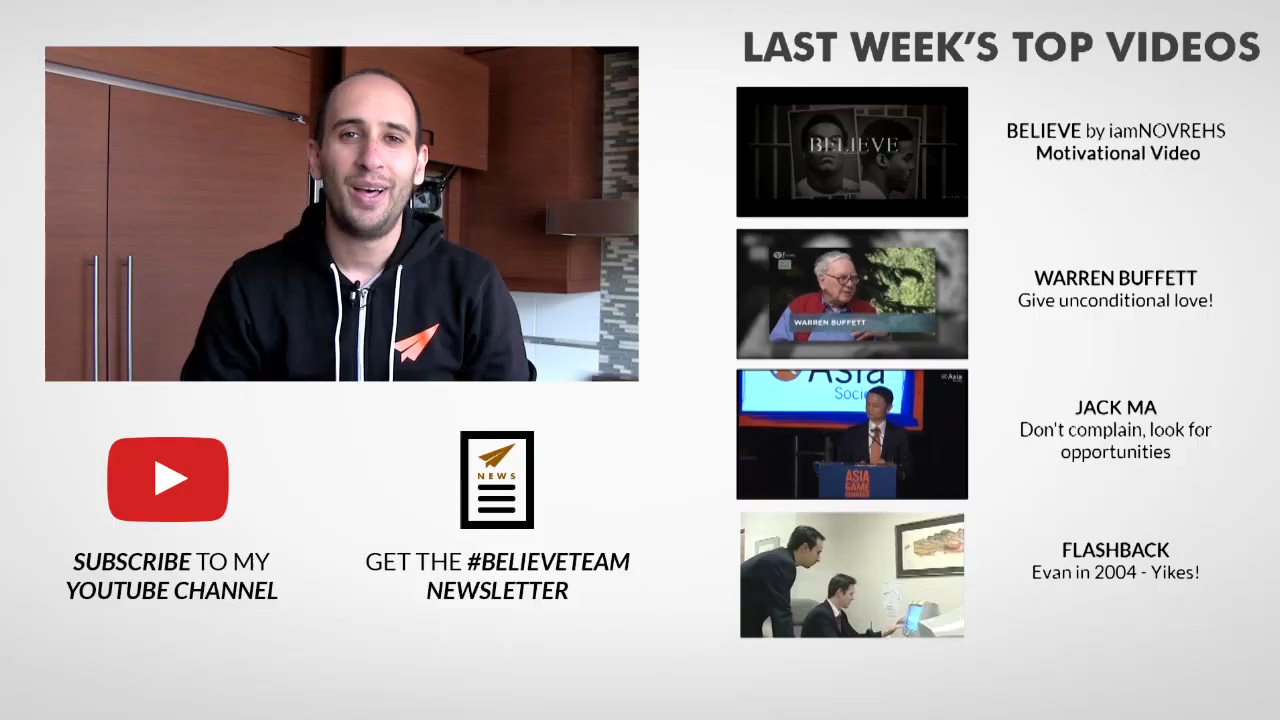 LAST WEEK'S TOP VIDEOS
BELIEVE
BELIEVE by iamNOVREHS
Motivational Video
WARREN BUFFETT
WARREN BUFFETT
Give unconditional love!
Asia
Asia
ASIA
GAME
JACK MA
Don't complain, look for
opportunities
FLASHBACK
Evan in 2004 - Yikes!
NEWS
SUBSCRIBE TO MY
YOUTUBE CHANNEL
GET THE #BELIEVETEAM
NEWSLETTER